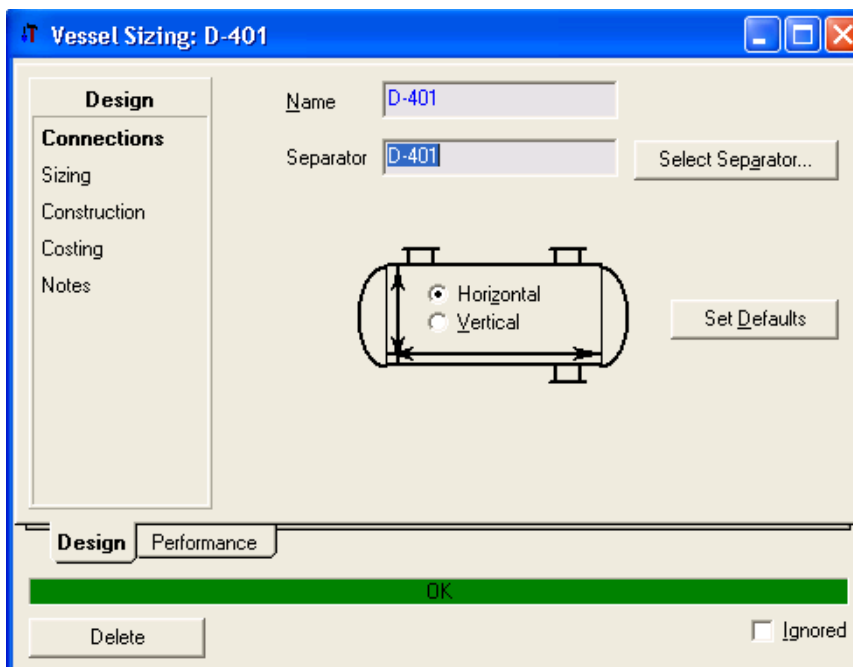 Vessel Sizing: D-401
Design
Connections
Sizing
Construction
Costing
Notes
Name D-401
Separator D-401 Select Separator...
Horizontal
Vertical
Set Defaults
Design Performance
OK
Delete Ignored